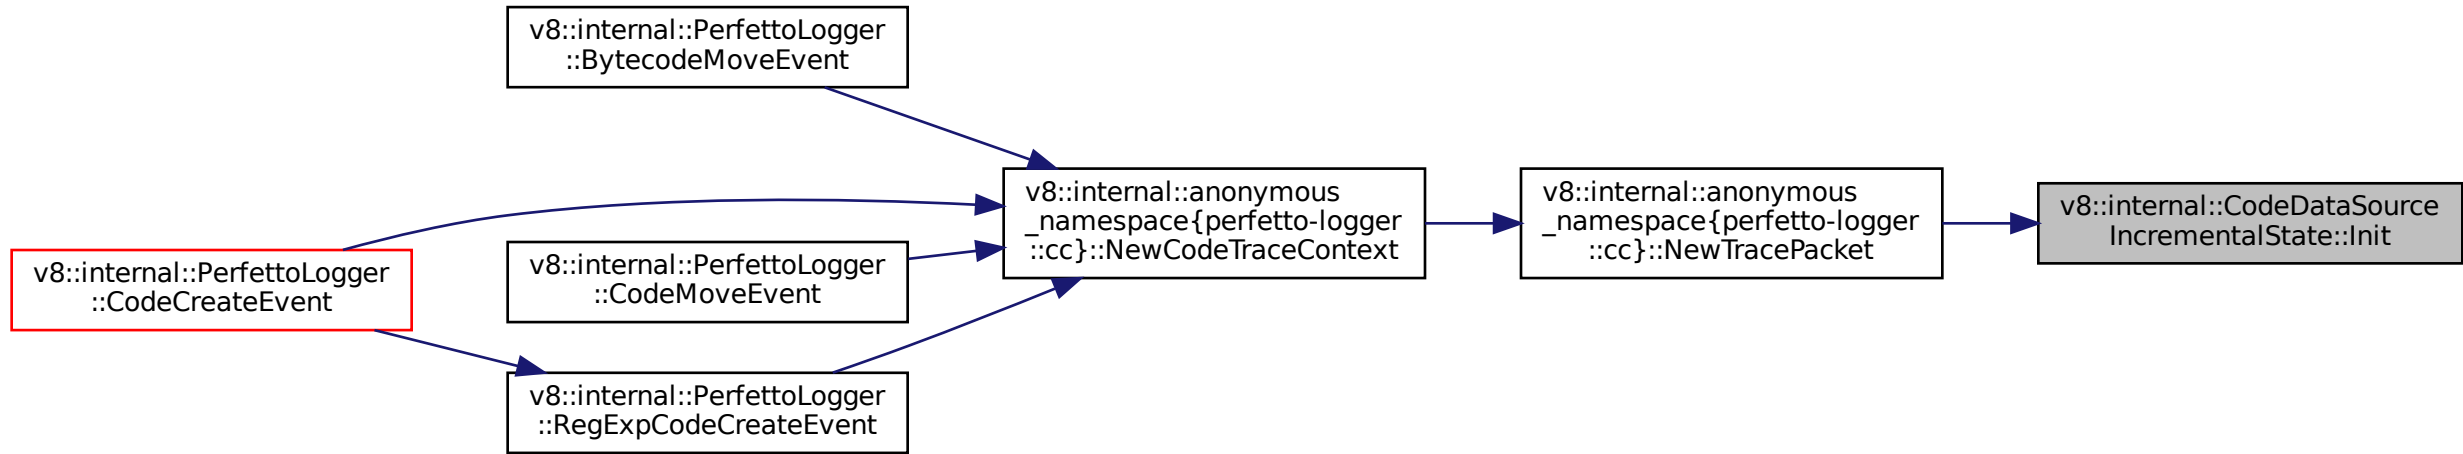 v8::internal::PerfettoLogger
::BytecodeMoveEvent
v8::internal::PerfettoLogger
::CodeCreateEvent
v8::internal::PerfettoLogger
::CodeMoveEvent
v8::internal::PerfettoLogger
::RegExpCodeCreateEvent
v8::internal::anonymous
_namespace{perfetto-logger
::cc}::NewCodeTraceContext
v8::internal::anonymous
_namespace{perfetto-logger
::cc}::NewTracePacket
v8::internal::CodeDataSource
IncrementalState::Init